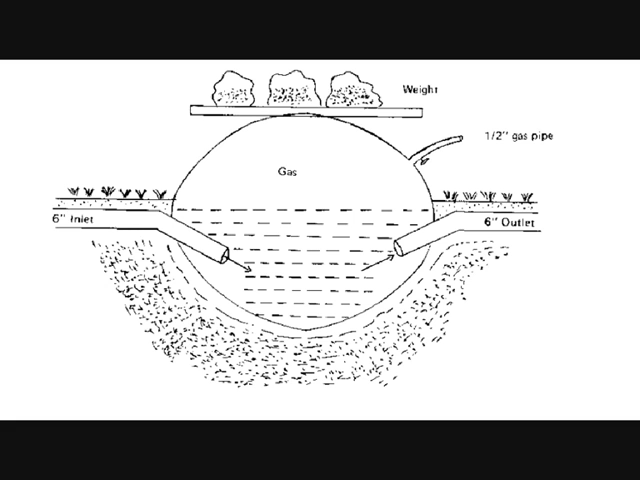 Weight
1/2" gas pipe
Gas
6" Inlet
6" Outlet